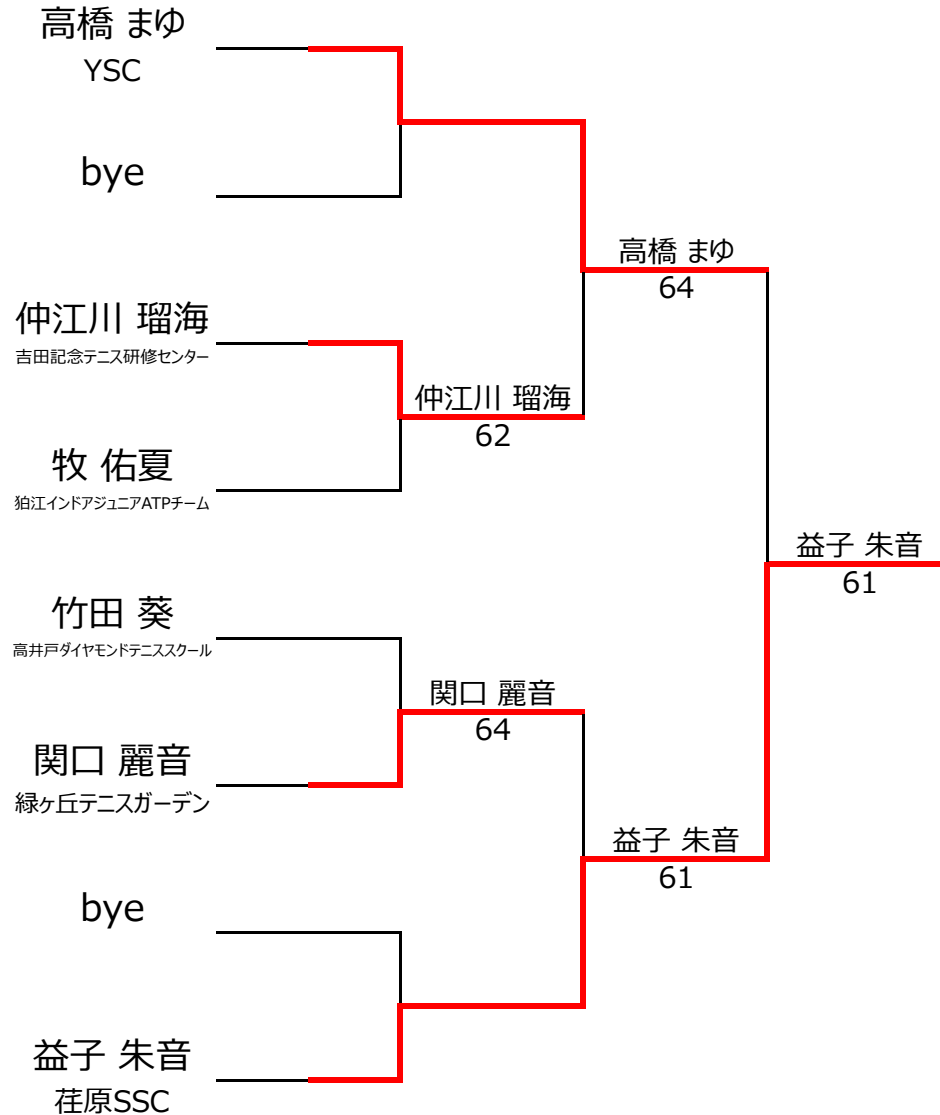 高橋 まゆ
YSC
bye
仲江川 瑠海
吉田記念テニス研修センター
牧 佑夏
狛江インドアジュニアATPチーム
竹田 葵
高井戸ダイヤモンドテニススクール
関口 麗音
緑ヶ丘テニスガーデン
bye
益子 朱音
荏原SSC
仲江川 瑠海
62
関口 麗音
64
高橋 まゆ
64
益子 朱音
61
益子 朱音
61